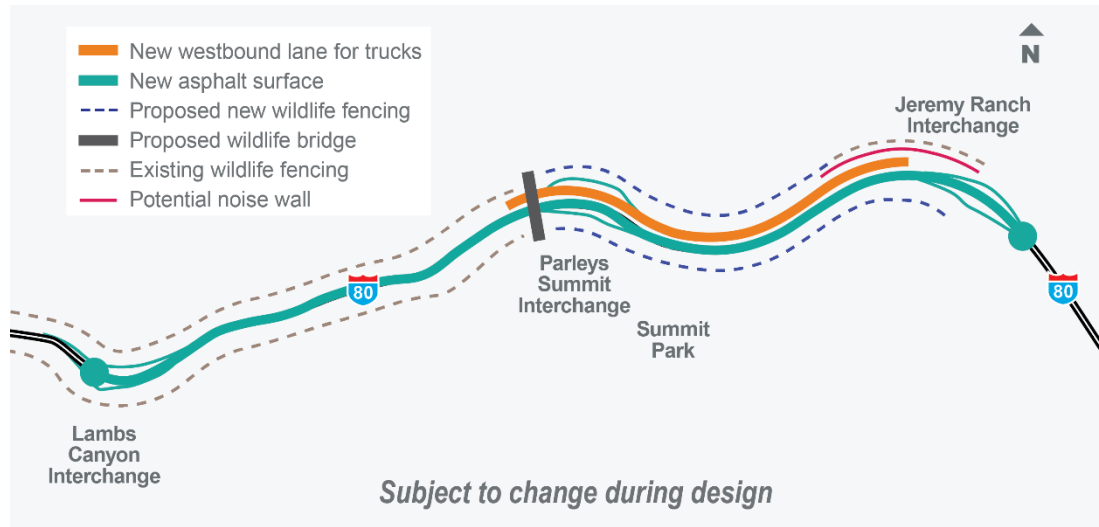 New westbound lane for trucks
New asphalt surface
Proposed new wildlife fencing
Proposed wildlife bridge
Existing wildlife fencing
Potential noise wall
N
Jeremy Ranch
Interchange
80
Parleys
Summit
Interchange
80
Summit
Park
Lambs
Canyon
Interchange
Subject to change during design